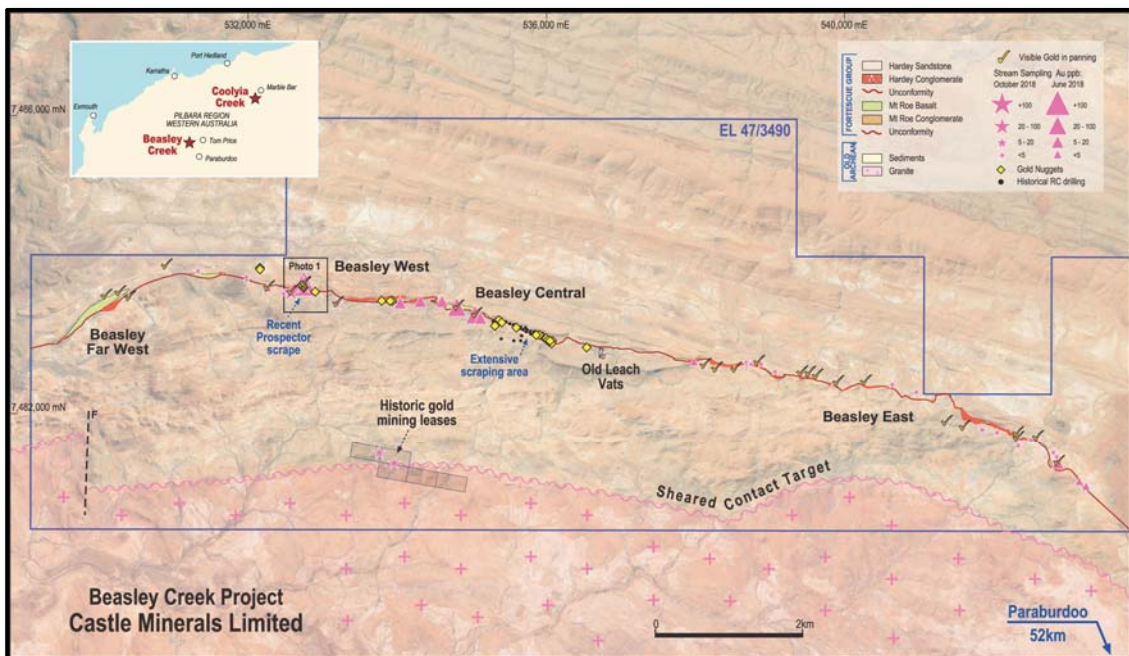 532,000 mE
536,000 mE
540,000 mE
7,486,000 mN
7,482,000 mN
Port Hedland
Karratha
Coolyia
Creek
Marble Bar
Exmouth
PILBARA REGION
WESTERN AUSTRALIA
Beasley
Creek
Tom Price
Paraburdoo
EL 47/3490
FORTESCUE GROUP
Hardey Sandstone
Hardey Conglomerate
Unconformity
Mt Roe Basalt
Mt Roe Conglomerate
Unconformity
ARCHEAN
Sediments
Granite
Visible Gold in panning
Stream Sampling Au ppb:
October 2018 June 2018
+100 +100
20 - 100 20 - 100
5 - 20 5 - 20
<5 <5
Gold Nuggets
Historical RC drilling
Photo 1
Beasley West
Beasley Central
Beasley
Far West
Recent
Prospector
scrape
Extensive
scraping area
Old Leach
Vats
Beasley East
Historic gold
mining leases
F
Sheared Contact Target
Beasley Creek Project
Castle Minerals Limited
0 2km
Paraburdoo
52km